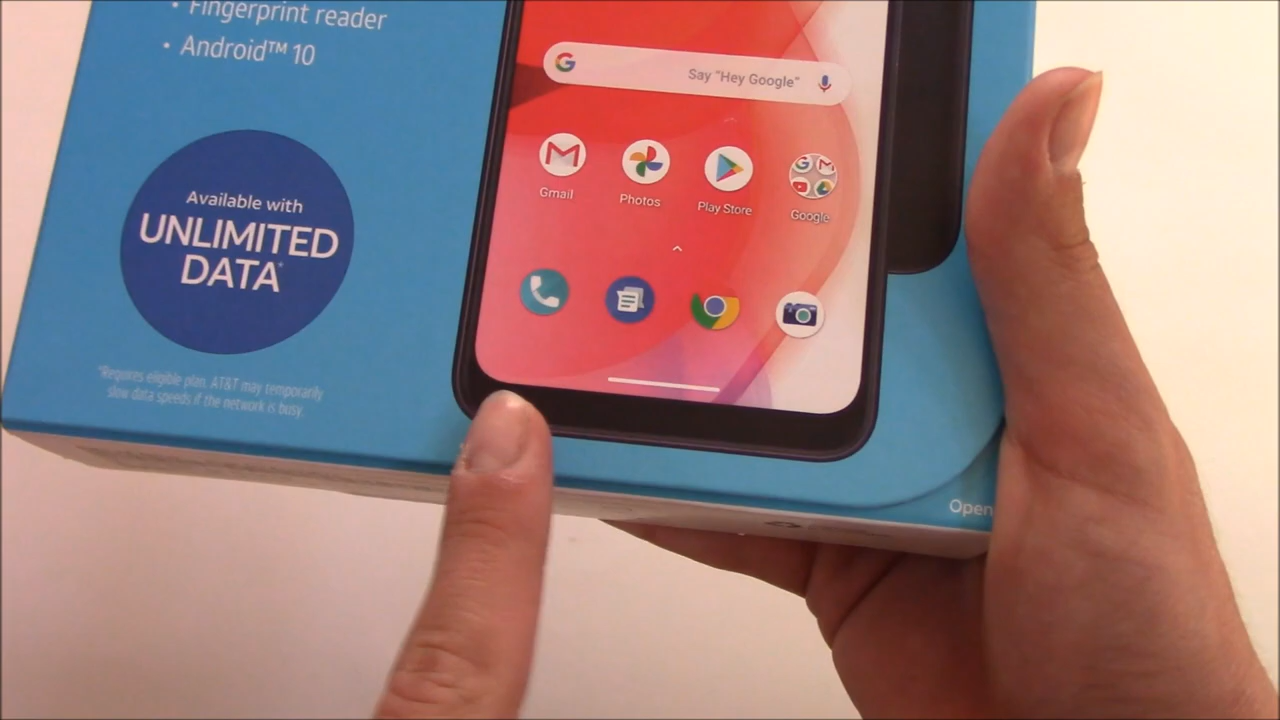 • Fingerprint reader
• Android™ 10
Available with
UNLIMITED
DATA*
*Requires eligible plan. AT&T may temporarily
slow data speeds if the network is busy.
Say "Hey Google"
Gmail
Photos
Play Store
Google
Open